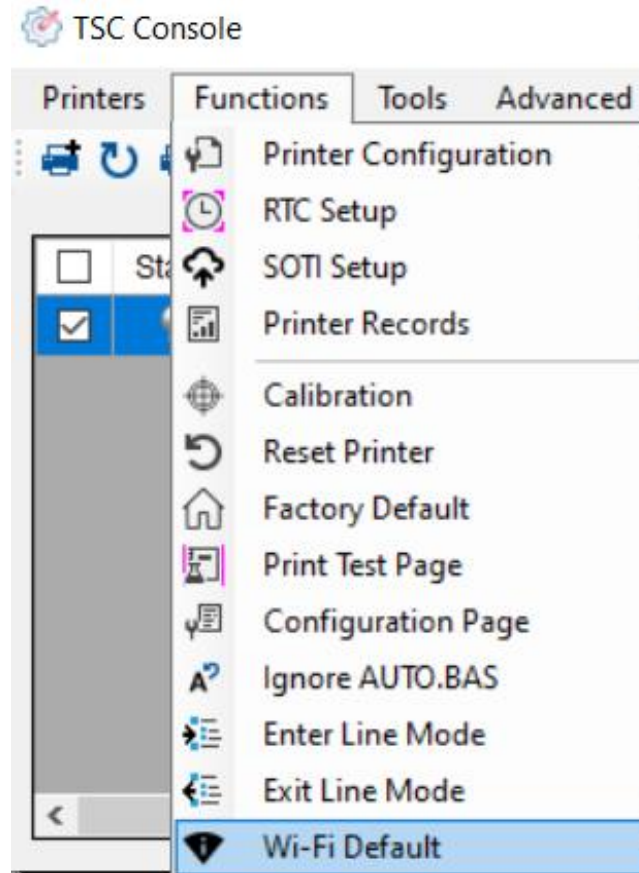 TSC Console
Printers Functions Tools Advanced
Printer Configuration
RTC Setup
SOTI Setup
Printer Records
Calibration
Reset Printer
Factory Default
Print Test Page
Configuration Page
Ignore AUTO.BAS
Enter Line Mode
Exit Line Mode
Wi-Fi Default